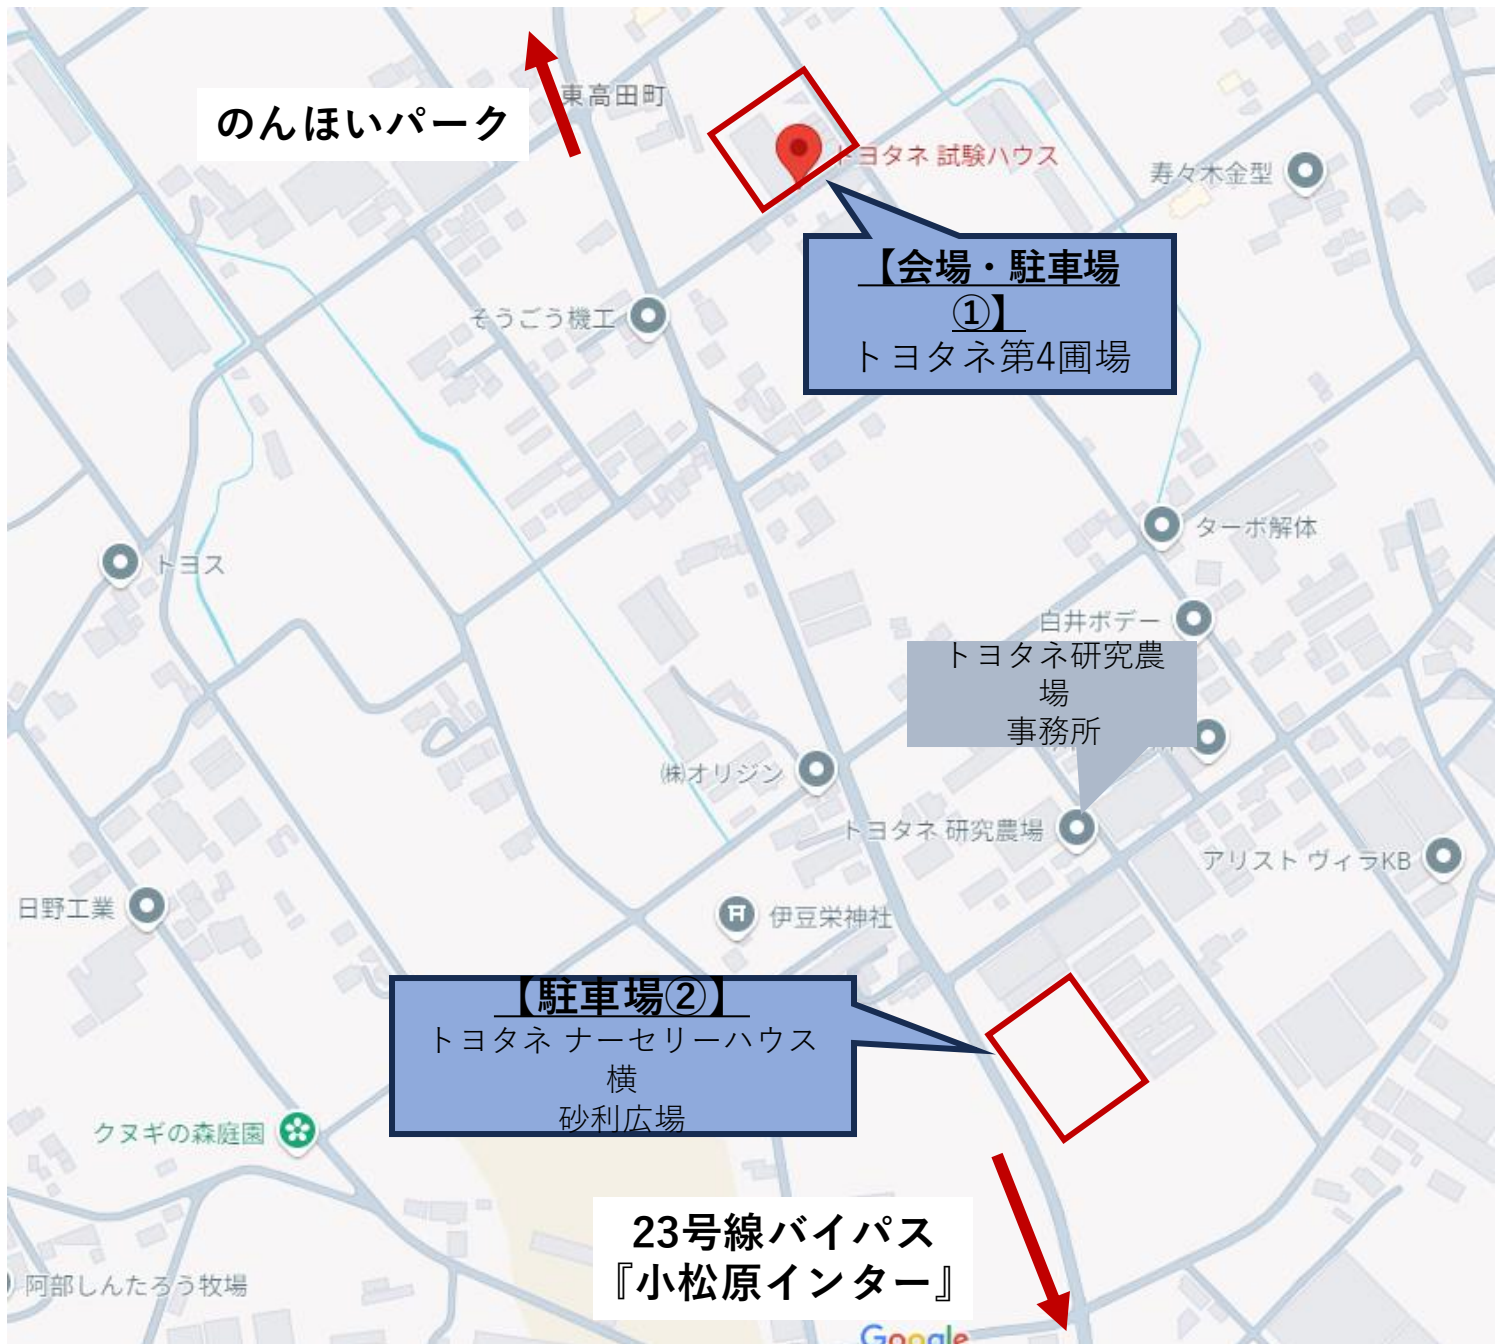 東高田町
のんほいパーク
トヨタネ 試験ハウス
寿々木金型
【会場・駐車場
①】
トヨタネ第4圃場
そうごう機工
ターボ解体
トヨス
白井ボデー
トヨタネ研究農
場
事務所
㈱オリジン
トヨタネ 研究農場
アリスト ヴィラKB
日野工業
伊豆栄神社
【駐車場②】
トヨタネ ナーセリーハウス
横
砂利広場
クヌギの森庭園
23号線バイパス
『小松原インター』
阿部しんたろう牧場
Google